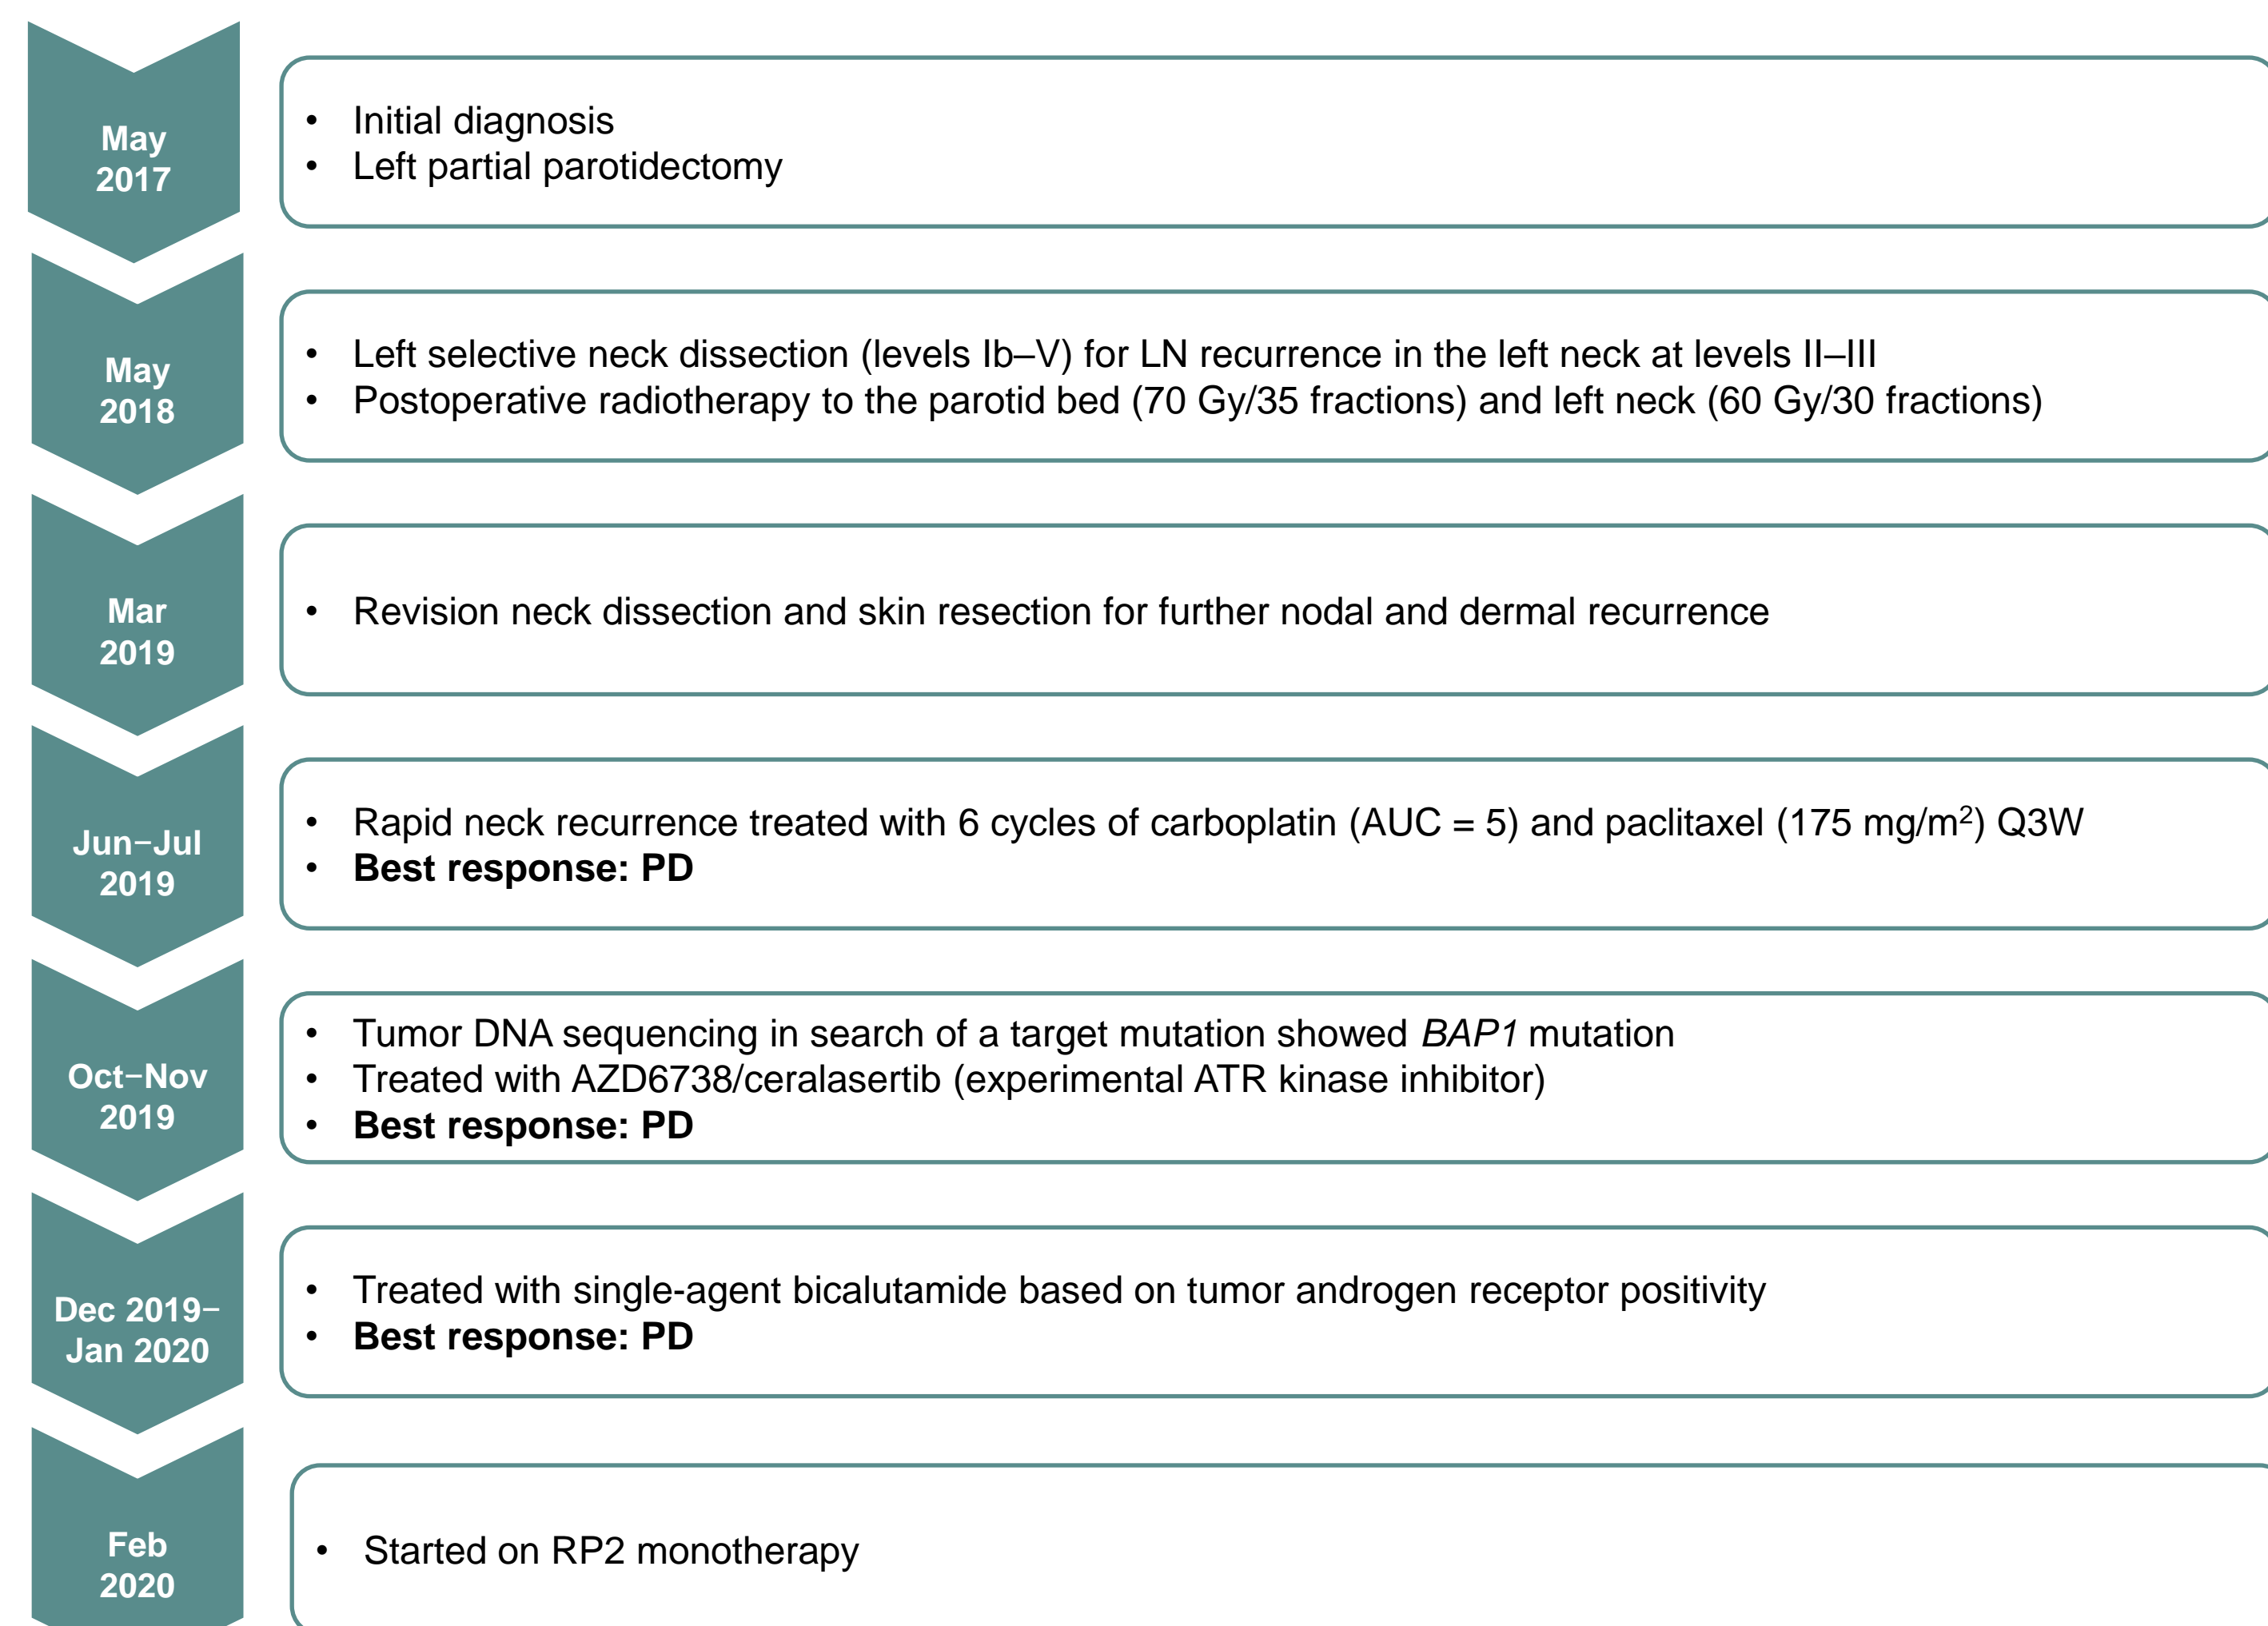 May
2017
• Initial diagnosis
• Left partial parotidectomy
May
2018
• Left selective neck dissection (levels Ib–V) for LN recurrence in the left neck at levels II–III
• Postoperative radiotherapy to the parotid bed (70 Gy/35 fractions) and left neck (60 Gy/30 fractions)
Mar
2019
• Revision neck dissection and skin resection for further nodal and dermal recurrence
Jun–Jul
2019
• Rapid neck recurrence treated with 6 cycles of carboplatin (AUC = 5) and paclitaxel (175 mg/m²) Q3W
• Best response: PD
Oct–Nov
2019
• Tumor DNA sequencing in search of a target mutation showed BAP1 mutation
• Treated with AZD6738/ceralasertib (experimental ATR kinase inhibitor)
• Best response: PD
Dec 2019–
Jan 2020
• Treated with single-agent bicalutamide based on tumor androgen receptor positivity
• Best response: PD
Feb
2020
• Started on RP2 monotherapy